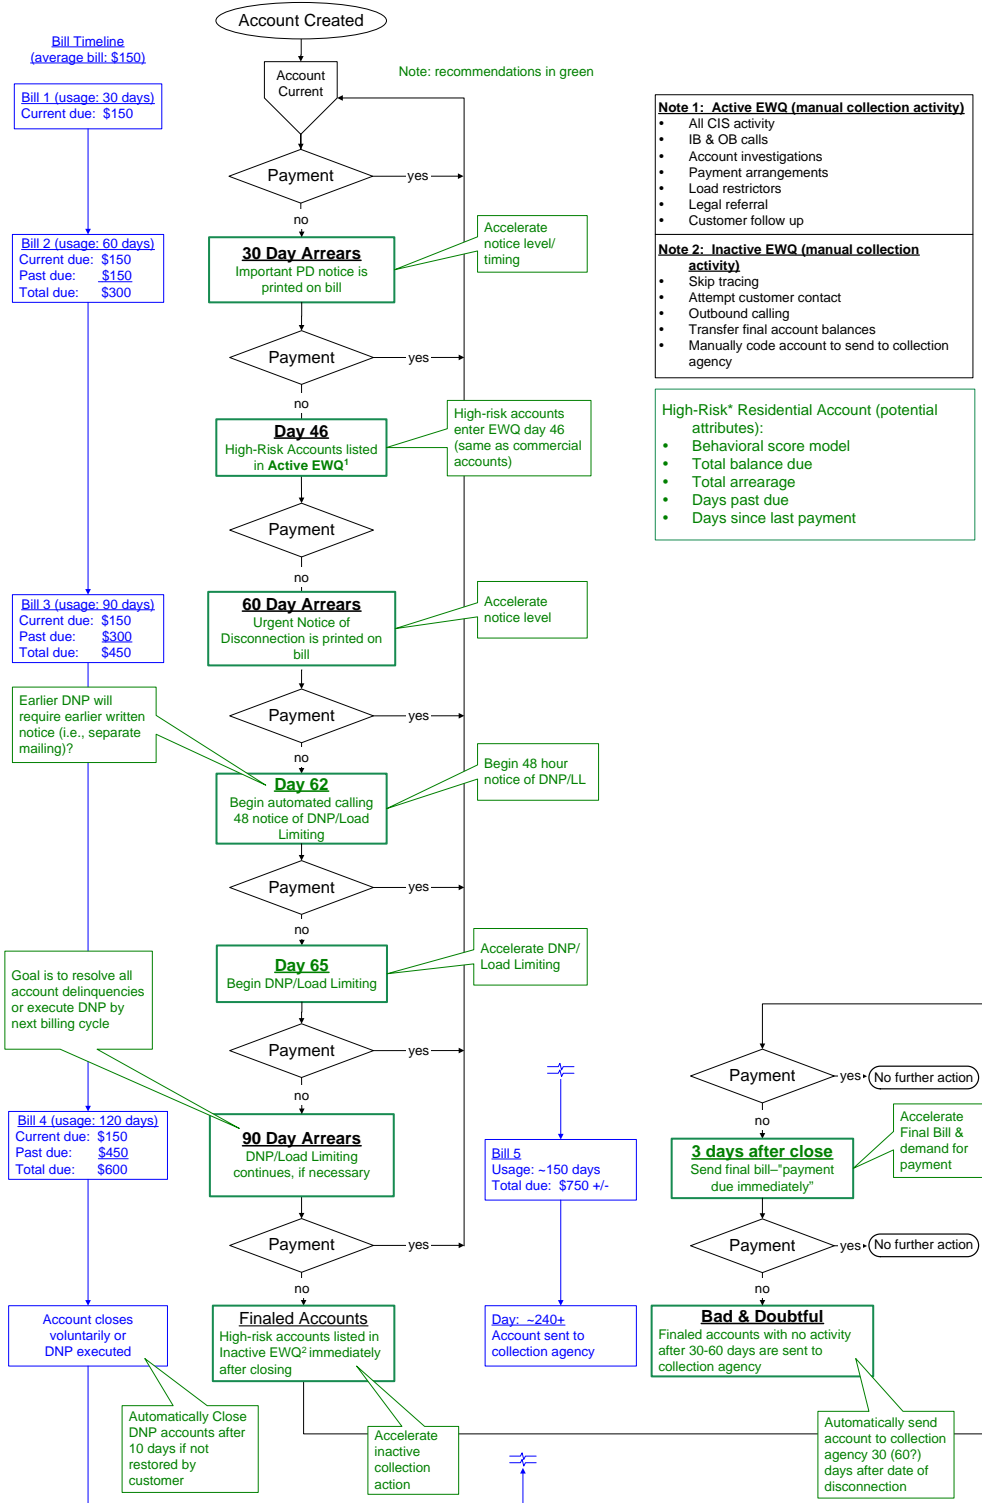 Account Created
Bill Timeline
(average bill: $150)
Account
Current
Note: recommendations in green
Bill 1 (usage: 30 days)
Current due: $150
Note 1: Active EWQ (manual collection activity)
• All CIS activity
• IB & OB calls
• Account investigations
• Payment arrangements
• Load restrictors
• Legal referral
• Customer follow up
Payment
yes
no
Accelerate
notice level/
timing
Bill 2 (usage: 60 days)
Current due: $150
Past due: $150
Total due: $300
30 Day Arrears
Important PD notice is
printed on bill
Note 2: Inactive EWQ (manual collection
activity)
• Skip tracing
• Attempt customer contact
• Outbound calling
• Transfer final account balances
• Manually code account to send to collection
agency
Payment
yes
no
High-risk accounts
enter EWQ day 46
(same as commercial
accounts)
Day 46
High-Risk Accounts listed
in Active EWQ1
High-Risk* Residential Account (potential
attributes):
• Behavioral score model
• Total balance due
• Total arrearage
• Days past due
• Days since last payment
Payment
no
Bill 3 (usage: 90 days)
Current due: $150
Past due: $300
Total due: $450
60 Day Arrears
Urgent Notice of
Disconnection is printed on
bill
Accelerate
notice level
Earlier DNP will
require earlier written
notice (i.e., separate
mailing)?
Payment
yes
no
Begin 48 hour
notice of DNP/LL
Day 62
Begin automated calling
48 notice of DNP/Load
Limiting
Payment
yes
no
Accelerate DNP/
Load Limiting
Day 65
Begin DNP/Load Limiting
Goal is to resolve all
account delinquencies
or execute DNP by
next billing cycle
Payment
yes
no
Payment
yes
No further action
no
Bill 4 (usage: 120 days)
Current due: $150
Past due: $450
Total due: $600
90 Day Arrears
DNP/Load Limiting
continues, if necessary
Bill 5
Usage: ~150 days
Total due: $750 +/-
3 days after close
Send final bill–"payment
due immediately”
Accelerate
Final Bill &
demand for
payment
Payment
yes
no
Payment
yes
No further action
no
Account closes
voluntarily or
DNP executed
Finaled Accounts
High-risk accounts listed in
Inactive EWQ2 immediately
after closing
Day: ~240+
Account sent to
collection agency
Bad & Doubtful
Finaled accounts with no activity
after 30-60 days are sent to
collection agency
Automatically Close
DNP accounts after
10 days if not
restored by
customer
Accelerate
inactive
collection
action
Automatically send
account to collection
agency 30 (60?)
days after date of
disconnection